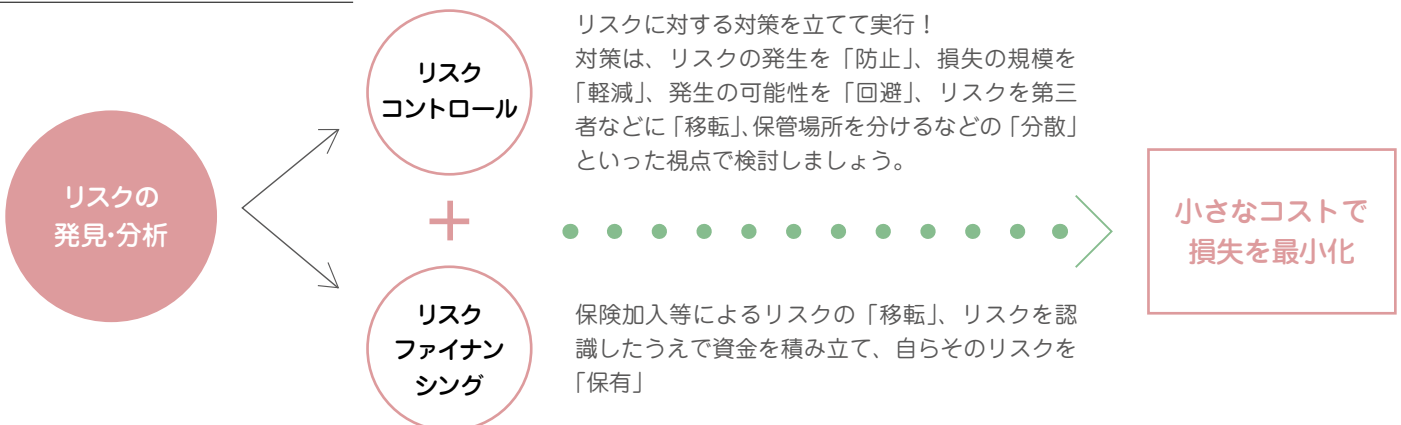 リスクの
発見・分析
リスク
コントロール
リスクに対する対策を立てて実行！
対策は、リスクの発生を「防止」、損失の規模を
「軽減」、発生の可能性を「回避」、リスクを第三
者などに「移転」、保管場所を分けるなどの「分散」
といった視点で検討しましょう。
+
リスク
ファイナン
シング
保険加入等によるリスクの「移転」、リスクを認
識したうえで資金を積み立て、自らそのリスクを
「保有」
小さなコストで
損失を最小化